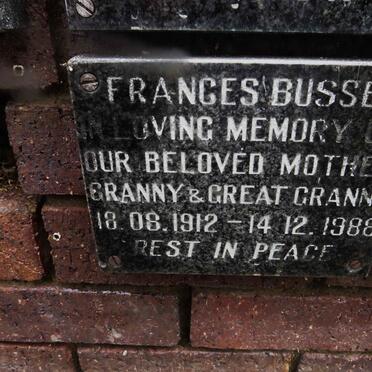 FRANCES BUSSE
IN LOVING MEMORY O
OUR BELOVED MOTHE
GRANNY & GREAT GRANN
18.08.1912 – 14.12.1988
REST IN PEACE